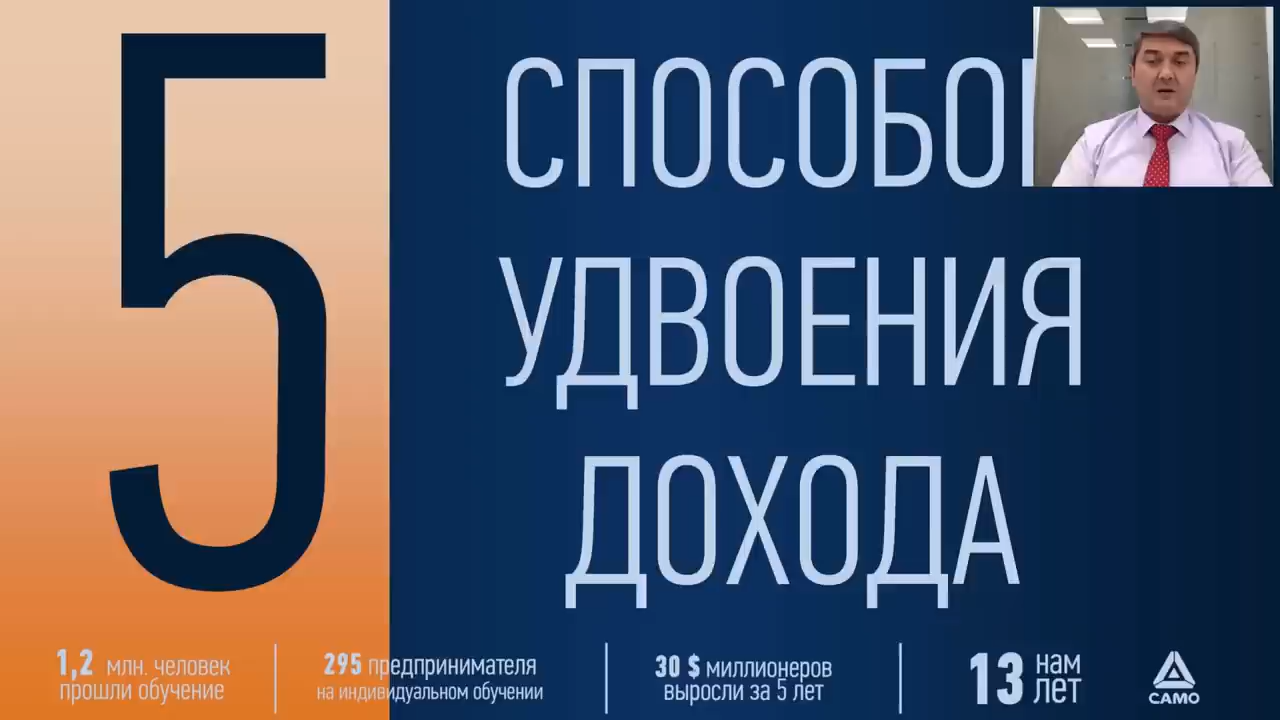 5
СПОСОБО
УДВОЕНИЯ
ДОХОДА
1,2 млн. человек
прошли обучение
295 предпринимателя
на индивидуальном обучении
30 $ миллионеров
выросли за 5 лет
13 нам
лет
САМО